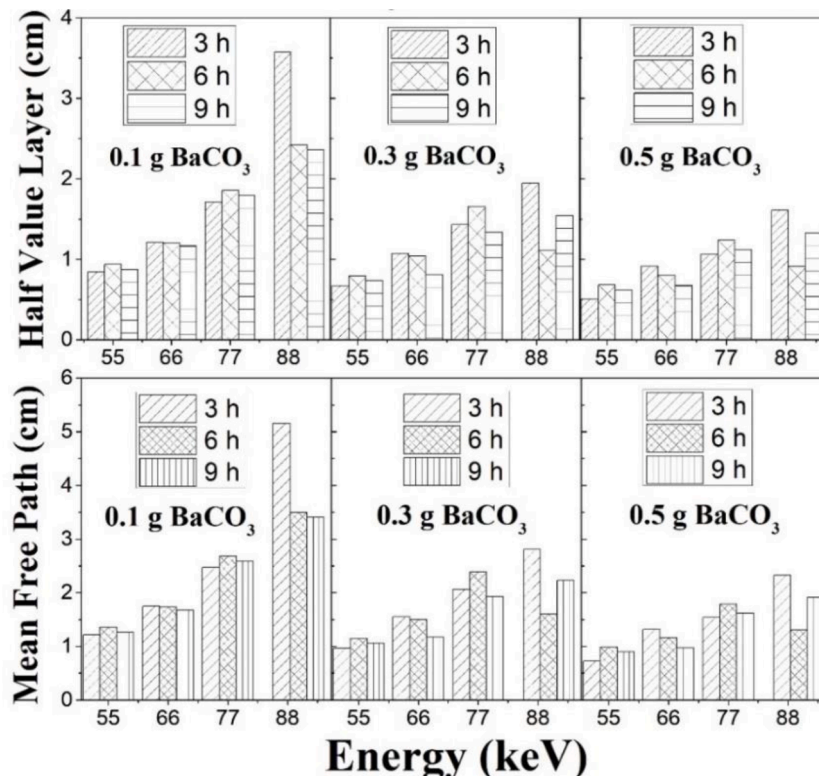 Half Value Layer (cm)
4
3
2
1
0
3 h
6 h
9 h
0.1 g BaCO₃
55 66 77 88
3 h
6 h
9 h
0.3 g BaCO₃
55 66 77 88
3 h
6 h
9 h
0.5 g BaCO₃
55 66 77 88
Mean Free Path (cm)
6
5
4
3
2
1
0
3 h
6 h
9 h
0.1 g BaCO₃
55 66 77 88
3 h
6 h
9 h
0.3 g BaCO₃
55 66 77 88
3 h
6 h
9 h
0.5 g BaCO₃
55 66 77 88
Energy (keV)